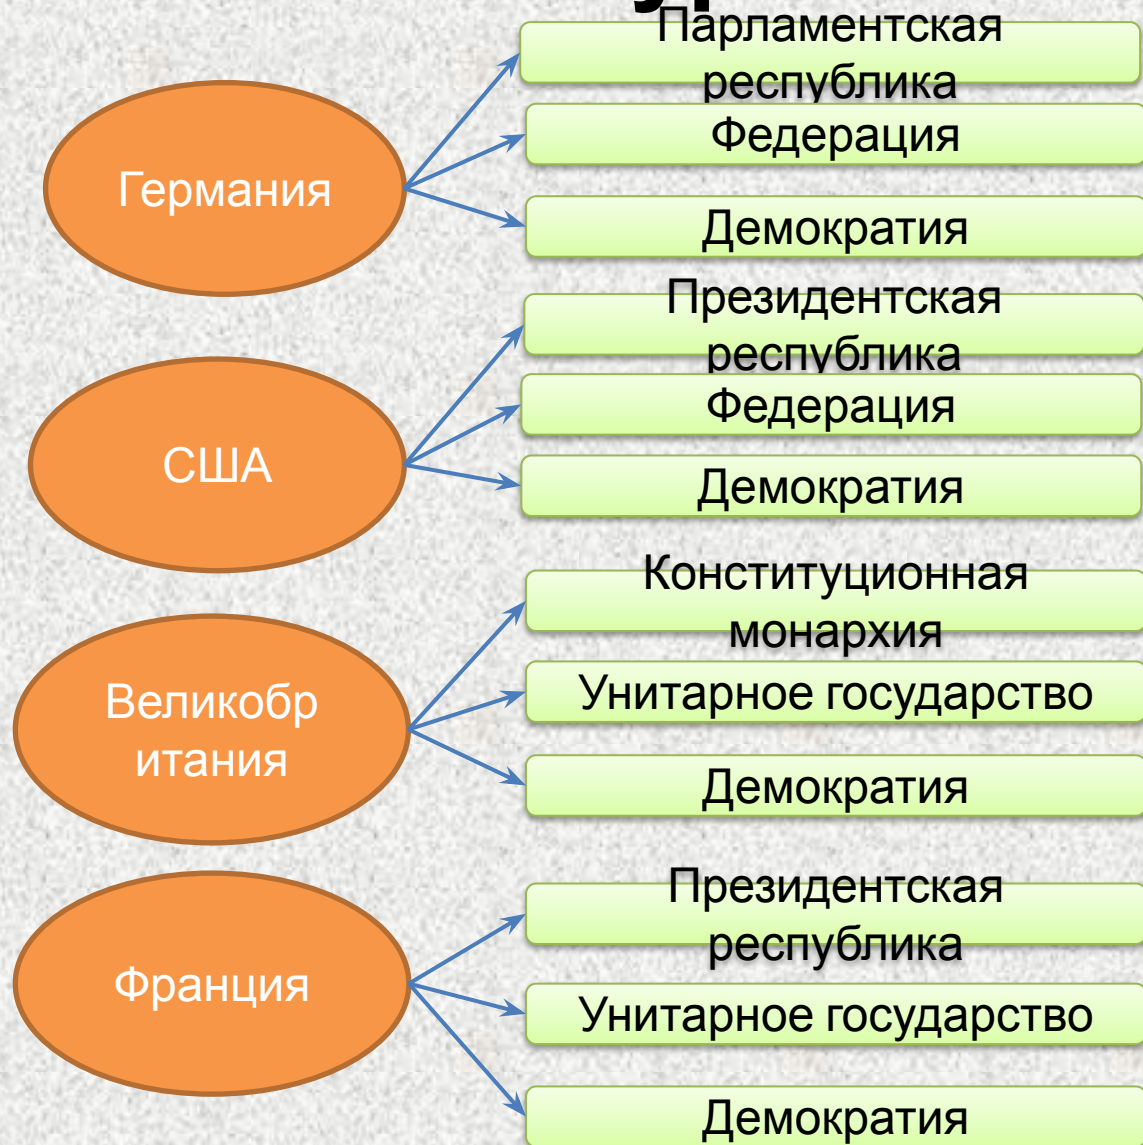 Парламентская
республика
Германия
Федерация
Демократия
Президентская
республика
США
Федерация
Демократия
Конституционная
монархия
Великобр
итания
Унитарное государство
Демократия
Президентская
республика
Франция
Унитарное государство
Демократия